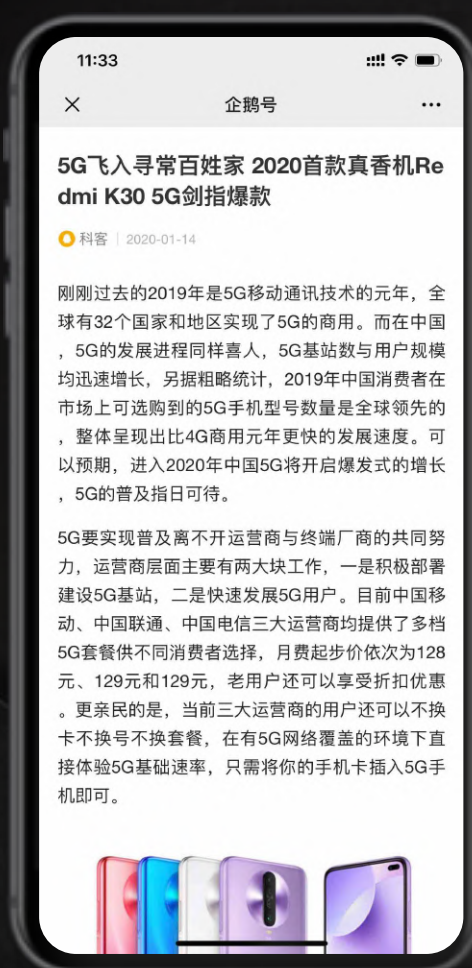 11:33
企鹅号
5G飞入寻常百姓家 2020首款真香机Re
dmi K30 5G剑指爆款
科客 2020-01-14
刚刚过去的2019年是5G移动通讯技术的元年，全
球有32个国家和地区实现了5G的商用。而在中国
，5G的发展进程同样喜人，5G基站数与用户规模
均迅速增长，另据粗略统计，2019年中国消费者在
市场上可选购到的5G手机型号数量是全球领先的
，整体呈现出比4G商用元年更快的发展速度。可
以预期，进入2020年中国5G将开启爆发式的增长
，5G的普及指日可待。
5G要实现普及离不开运营商与终端厂商的共同努
力，运营商层面主要有两大块工作，一是积极部署
建设5G基站，二是快速发展5G用户。目前中国移
动、中国联通、中国电信三大运营商均提供了多档
5G套餐供不同消费者选择，月费起步价依次为128
元、129元和129元，老用户还可以享受折扣优惠
。更亲民的是，当前三大运营商的用户还可以不换
卡不换号不换套餐，在有5G网络覆盖的环境下直
接体验5G基础速率，只需将你的手机卡插入5G手
机即可。